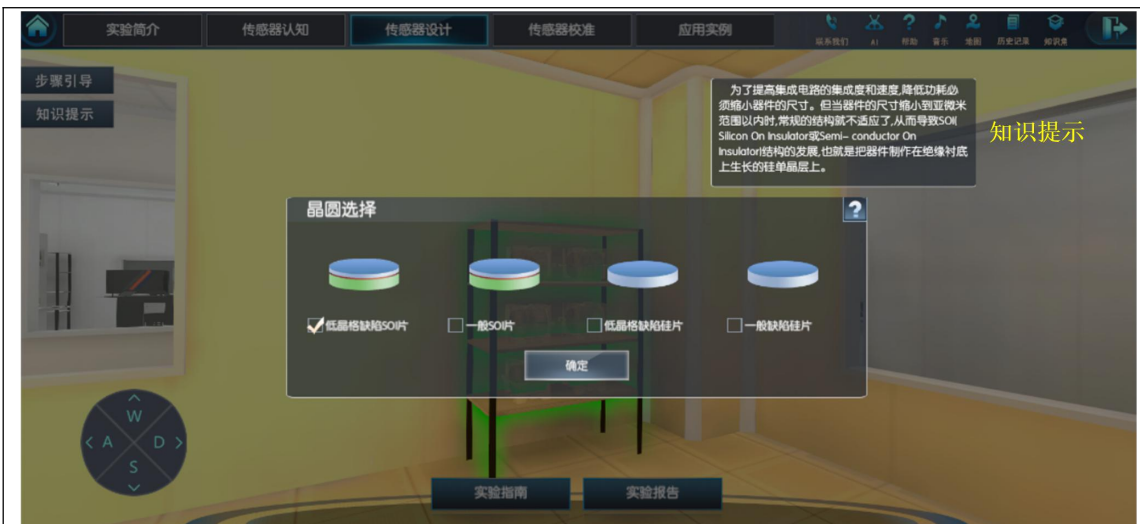 实验简介
传感器认知
传感器设计
传感器校准
应用实例
联系我们
AI
帮助
音乐
地图
历史记录
知识角
步骤引导
知识提示
为了提高集成电路的集成度和速度,降低功耗必
须缩小器件的尺寸。但当器件的尺寸缩小到亚微米
范围以内时,常规的结构就不适应了,从而导致SOI(
Silicon On Insulator或Semi- conductor On
Insulator)结构的发展,也就是把器件制作在绝缘衬底
上生长的硅单晶层上。
知识提示
晶圆选择
?
低晶格缺陷SOI片
一般SOI片
低晶格缺陷硅片
一般缺陷硅片
确定
W
A
D
S
实验指南
实验报告